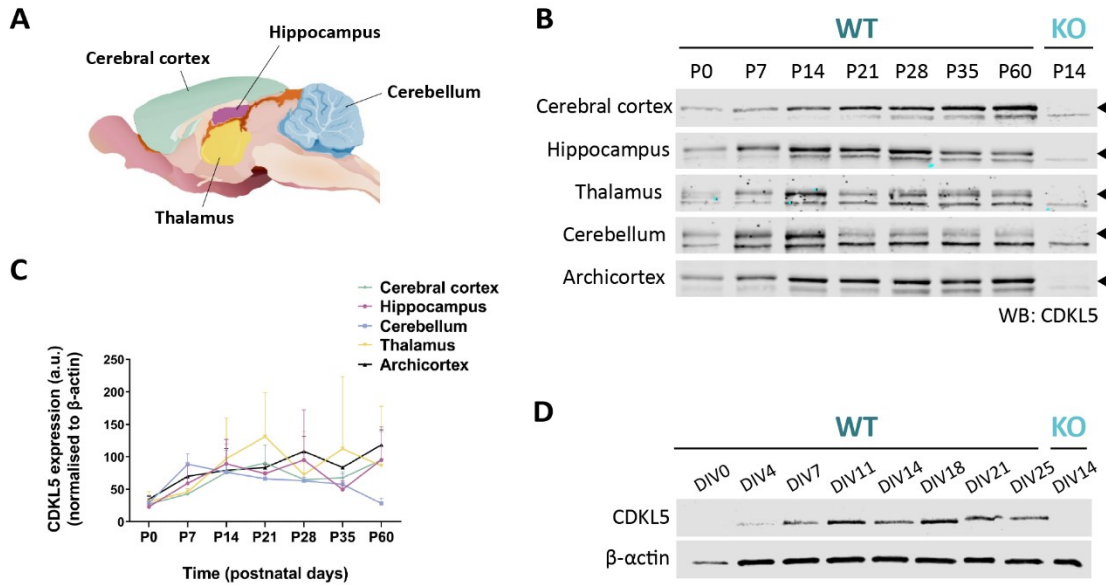 A
Hippocampus
Cerebral cortex
Cerebellum
Thalamus
B
WT KO
P0 P7 P14 P21 P28 P35 P60 P14
Cerebral cortex
Hippocampus
Thalamus
Cerebellum
Archicortex
WB: CDKL5
C
Cerebral cortex
Hippocampus
Cerebellum
Thalamus
Archicortex
CDKL5 expression (a.u.)
(normalised to β-actin)
250
200
150
100
50
0
P0 P7 P14 P21 P28 P35 P60
Time (postnatal days)
D
WT KO
DIV0 DIV4 DIV7 DIV11 DIV14 DIV18 DIV21 DIV25 DIV14
CDKL5
β-αctin